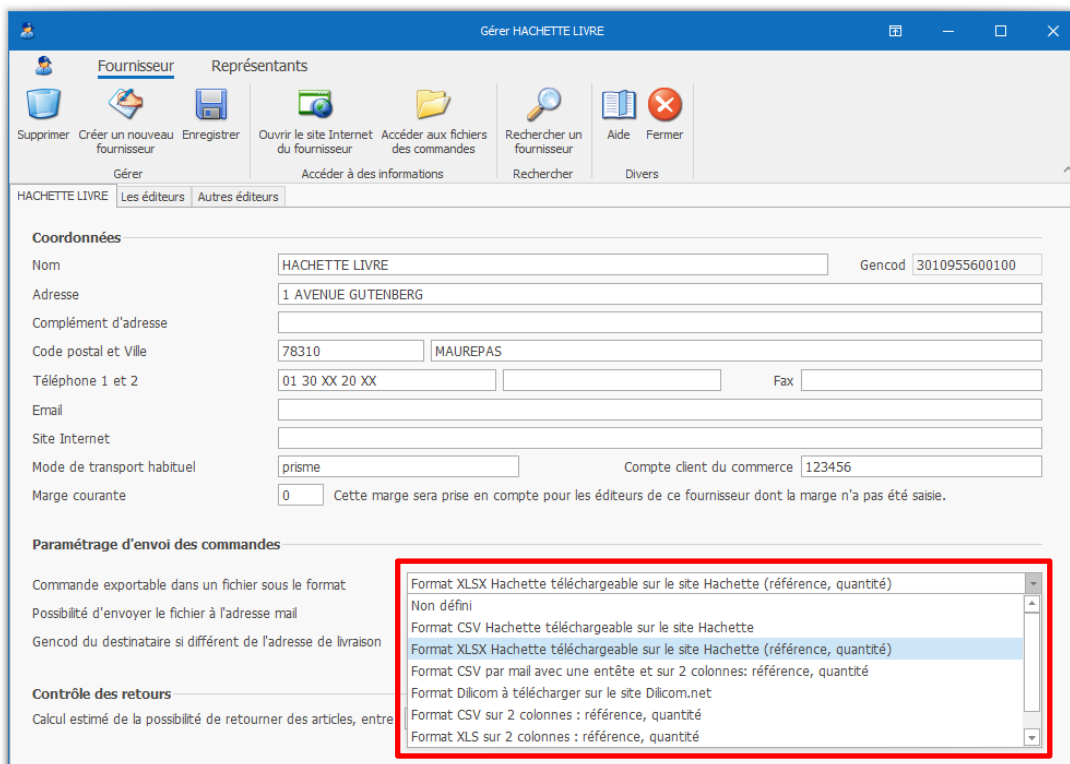 Gérer HACHETTE LIVRE
Fournisseur Représentants
Supprimer Créer un nouveau fournisseur Enregistrer Ouvrir le site Internet du fournisseur Accéder aux fichiers des commandes Rechercher un fournisseur Aide Fermer
Gérer Accéder à des informations Rechercher Divers
HACHETTE LIVRE Les éditeurs Autres éditeurs
Coordonnées
Nom HACHETTE LIVRE Gencod 3010955600100
Adresse 1 AVENUE GUTENBERG
Complément d'adresse
Code postal et Ville 78310 MAUREPAS
Téléphone 1 et 2 01 30 XX 20 XX Fax
Email
Site Internet
Mode de transport habituel prisme Compte client du commerce 123456
Marge courante 0 Cette marge sera prise en compte pour les éditeurs de ce fournisseur dont la marge n'a pas été saisie.
Paramétrage d'envoi des commandes
Commande exportable dans un fichier sous le format Format XLSX Hachette téléchargeable sur le site Hachette (référence, quantité)
Possibilité d'envoyer le fichier à l'adresse mail Non défini
Format CSV Hachette téléchargeable sur le site Hachette
Gencod du destinataire si différent de l'adresse de livraison Format XLSX Hachette téléchargeable sur le site Hachette (référence, quantité)
Format CSV par mail avec une entête et sur 2 colonnes: référence, quantité
Contrôle des retours Format Dilicom à télécharger sur le site Dilicom.net
Calcul estimé de la possibilité de retourner des articles, entre Format CSV sur 2 colonnes : référence, quantité
Format XLS sur 2 colonnes : référence, quantité